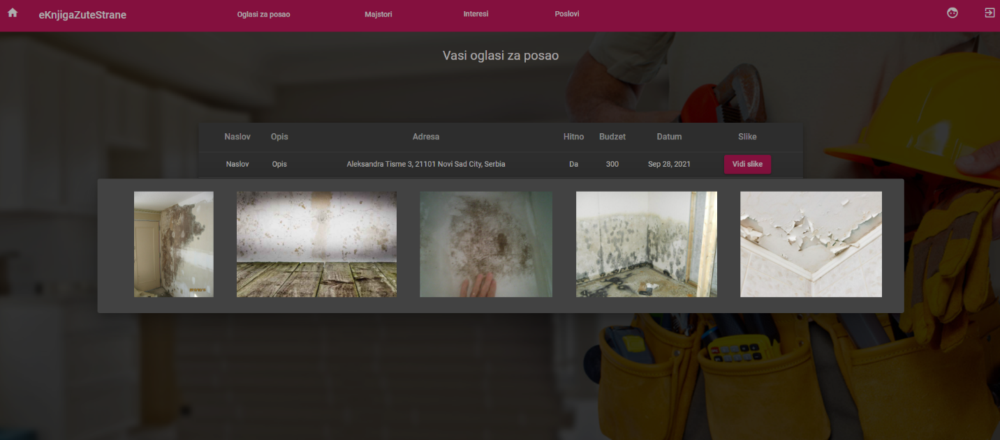 eKnjigaZuteStrane Oglasi za posao Majstori Interesi Poslovi
Vasi oglasi za posao
Naslov Opis Adresa Hitno Budzet Datum Slike
Naslov Opis Aleksandra Tisme 3, 21101 Novi Sad City, Serbia Da 300 Sep 28, 2021 Vidi slike